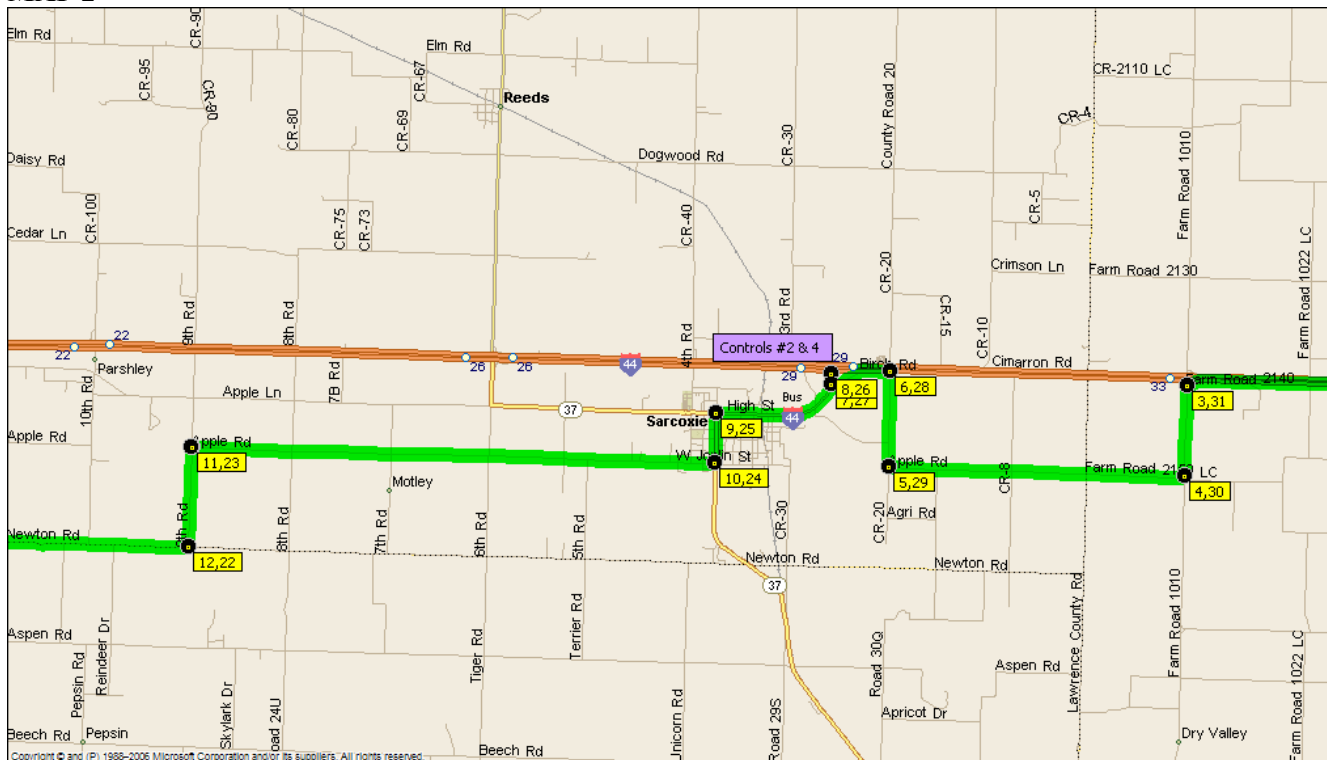 Elm Rd
CR-95
CR-90
CR-90
CR-80
CR-67
CR-69
Elm Rd
Reeds
CR-30
County Road 20
CR-2110 LC
CR-4
Farm Road 1010
Daisy Rd
CR-100
Dogwood Rd
CR-75
CR-73
CR-40
CR-5
Cedar Ln
CR-20
Crimson Ln
Farm Road 2130
Farm Road 1022 LC
9th Rd
8th Rd
4th Rd
3rd Rd
CR-15
CR-10
22
22
26
26
44
Controls #2 & 4
29
29
Birch Rd
Cimarron Rd
33
Farm Road 2140
Parshley
10th Rd
Apple Ln
7B Rd
37
Sarcoxie
High St
Bus
44
8,26
7,27
6,28
3,31
9,25
Apple Rd
Apple Rd
11,23
W Joplin St
10,24
Apple Rd
5,29
CR-8
LC
4,30
Motley
CR-30
CR-20
Agri Rd
Newton Rd
9th Rd
8th Rd
7th Rd
6th Rd
5th Rd
12,22
Newton Rd
Newton Rd
37
Lawrence County Rd
Farm Road 1010
Aspen Rd
Reindeer Dr
Pepsin Rd
Skylark Dr
Road 24U
Tiger Rd
Terrier Rd
Unicorn Rd
Road 29S
Road 30Q
Aspen Rd
Apricot Dr
Farm Road 1022 LC
Beech Rd
Pepsin
Beech Rd
Dry Valley
Copyright © and (P) 1988–2006 Microsoft Corporation and/or its suppliers. All rights reserved.